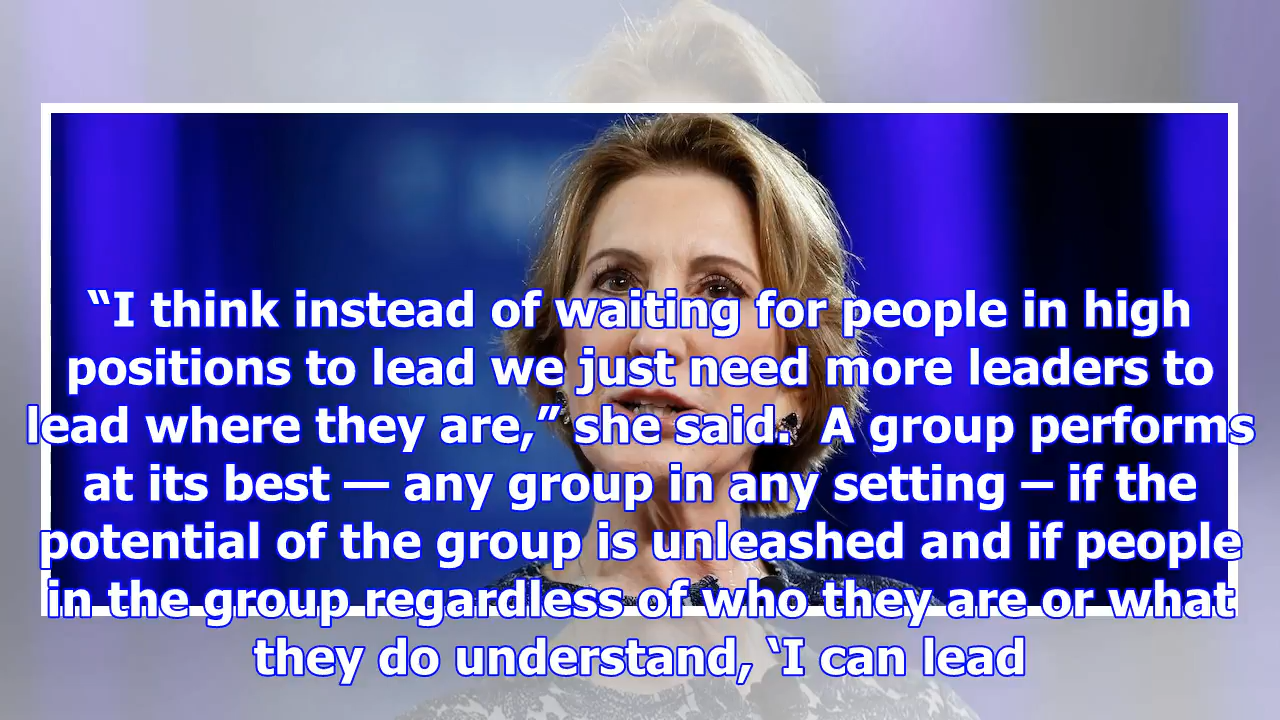 “I think instead of waiting for people in high
positions to lead we just need more leaders to
lead where they are,” she said.  A group performs
at its best — any group in any setting – if the
potential of the group is unleashed and if people
in the group regardless of who they are or what
they do understand, ‘I can lead